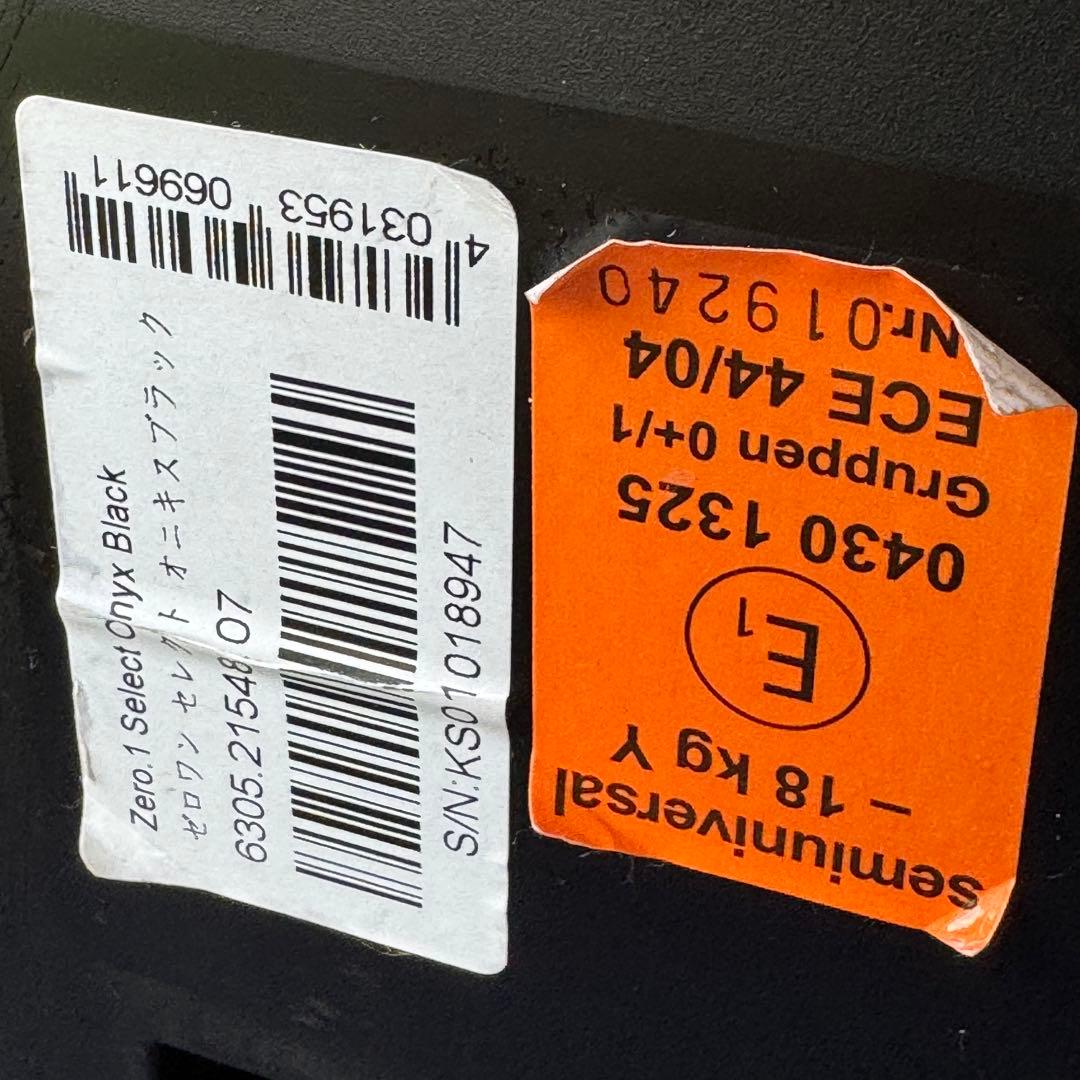 Zero.1 Select Onyx Black
ゼロワン セレクト オニキスブラック
6305.21548.07
S/N:KS0101018947
4 031953 069611
semiuniversal
– 18 kg Y
E1
0430 1325
Gruppen 0+/1
ECE 44/04
Nr.019240